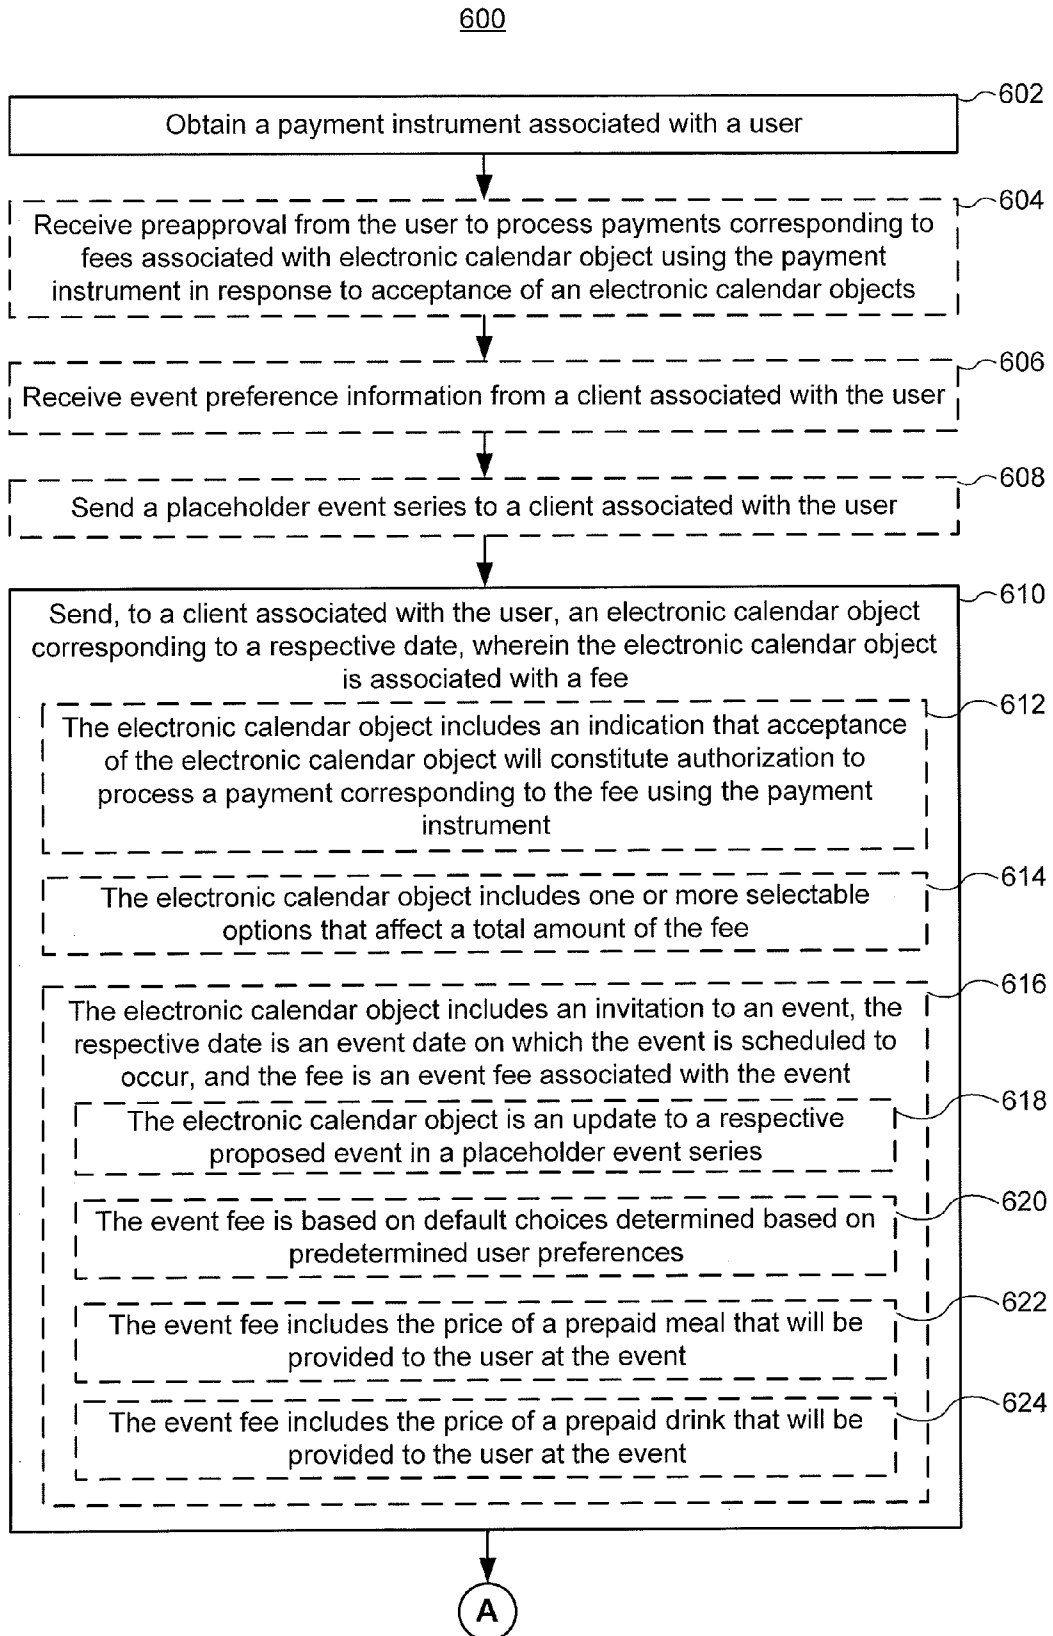 600
602
Obtain a payment instrument associated with a user
604
Receive preapproval from the user to process payments corresponding to
fees associated with electronic calendar object using the payment
instrument in response to acceptance of an electronic calendar objects
606
Receive event preference information from a client associated with the user
608
Send a placeholder event series to a client associated with the user
610
Send, to a client associated with the user, an electronic calendar object
corresponding to a respective date, wherein the electronic calendar object
is associated with a fee
612
The electronic calendar object includes an indication that acceptance
of the electronic calendar object will constitute authorization to
process a payment corresponding to the fee using the payment
instrument
614
The electronic calendar object includes one or more selectable
options that affect a total amount of the fee
616
The electronic calendar object includes an invitation to an event, the
respective date is an event date on which the event is scheduled to
occur, and the fee is an event fee associated with the event
618
The electronic calendar object is an update to a respective
proposed event in a placeholder event series
620
The event fee is based on default choices determined based on
predetermined user preferences
622
The event fee includes the price of a prepaid meal that will be
provided to the user at the event
624
The event fee includes the price of a prepaid drink that will be
provided to the user at the event
A